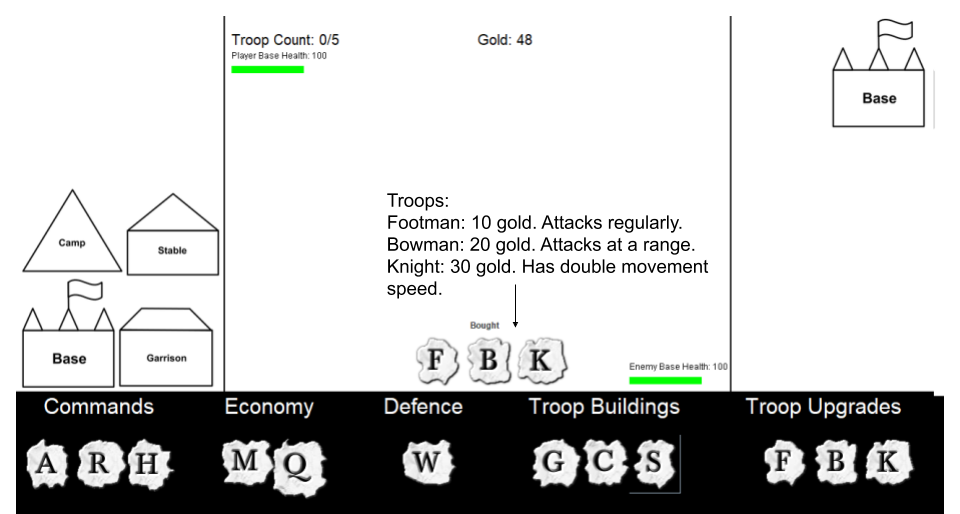 Troop Count: 0/5
Gold: 48
Player Base Health: 100
Base
Troops:
Footman: 10 gold. Attacks regularly.
Bowman: 20 gold. Attacks at a range.
Knight: 30 gold. Has double movement
speed.
Camp
Stable
Base
Garrison
Bought
F B K
Enemy Base Health: 100
Commands Economy Defence Troop Buildings Troop Upgrades
A R H M Q W G C S F B K